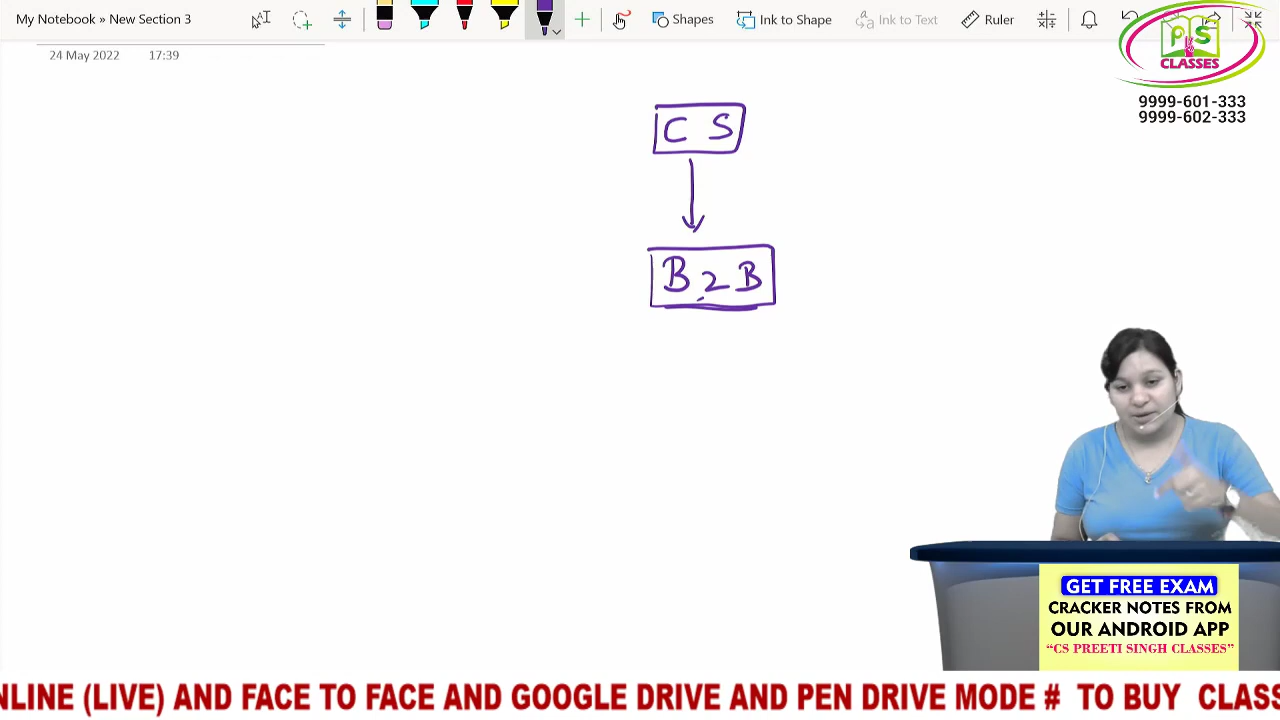 My Notebook » New Section 3
Shapes
Ink to Shape
Ink to Text
Ruler
24 May 2022 17:39
PS
CLASSES
9999-601-333
9999-602-333
C S
B 2 B
GET FREE EXAM
CRACKER NOTES FROM
OUR ANDROID APP
"CS PREETI SINGH CLASSES"
NLINE (LIVE) AND FACE TO FACE AND GOOGLE DRIVE AND PEN DRIVE MODE # TO BUY CLASS